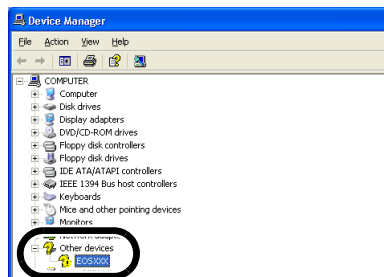 Device Manager
File Action View Help
COMPUTER
Computer
Disk drives
Display adapters
DVD/CD-ROM drives
Floppy disk controllers
Floppy disk drives
IDE ATA/ATAPI controllers
IEEE 1394 Bus host controllers
Keyboards
Mice and other pointing devices
Monitors
Network adapte
Other devices
EOSXXX